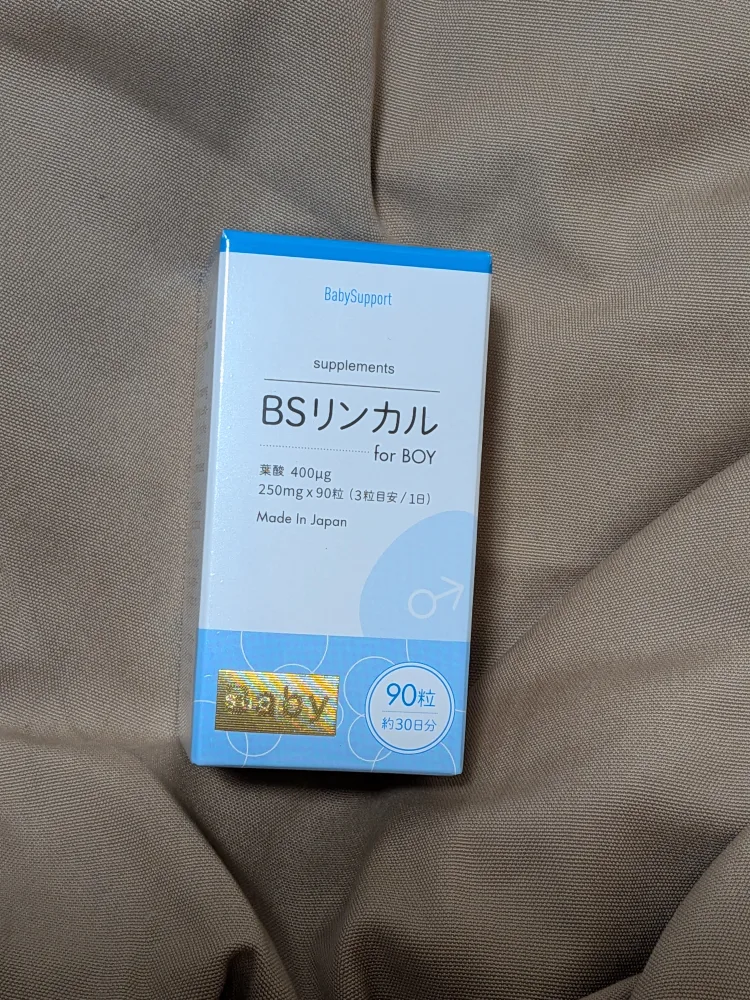 BabySupport
supplements
BSリンカル
for BOY
葉酸 400μg
250mg x 90粒 (3粒目安 / 1日)
Made In Japan
90粒
約30日分